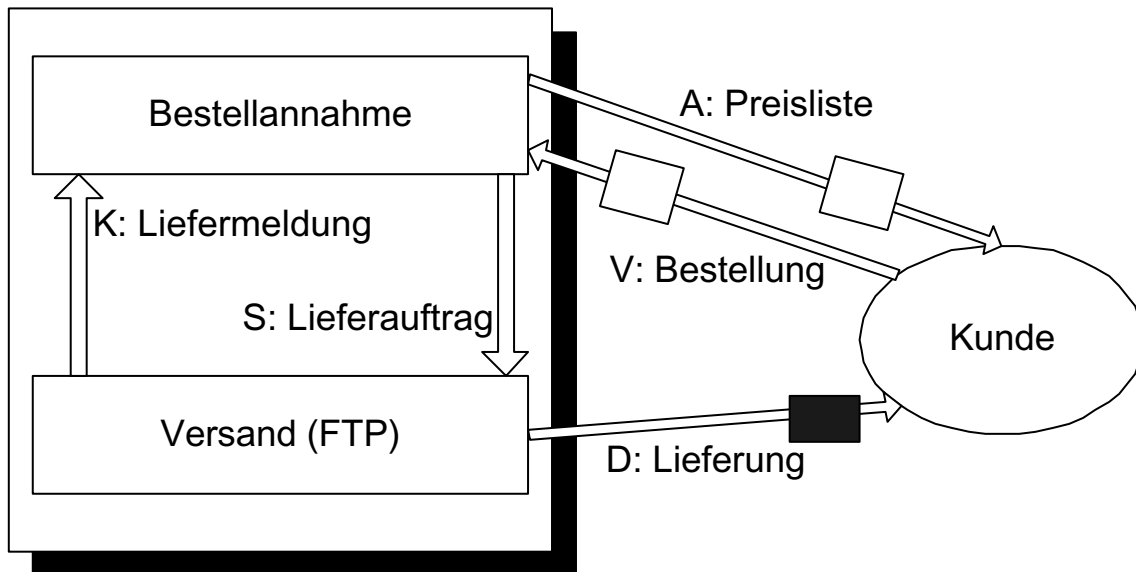 Bestellannahme
A: Preisliste
K: Liefermeldung
V: Bestellung
S: Lieferauftrag
Kunde
Versand (FTP)
D: Lieferung